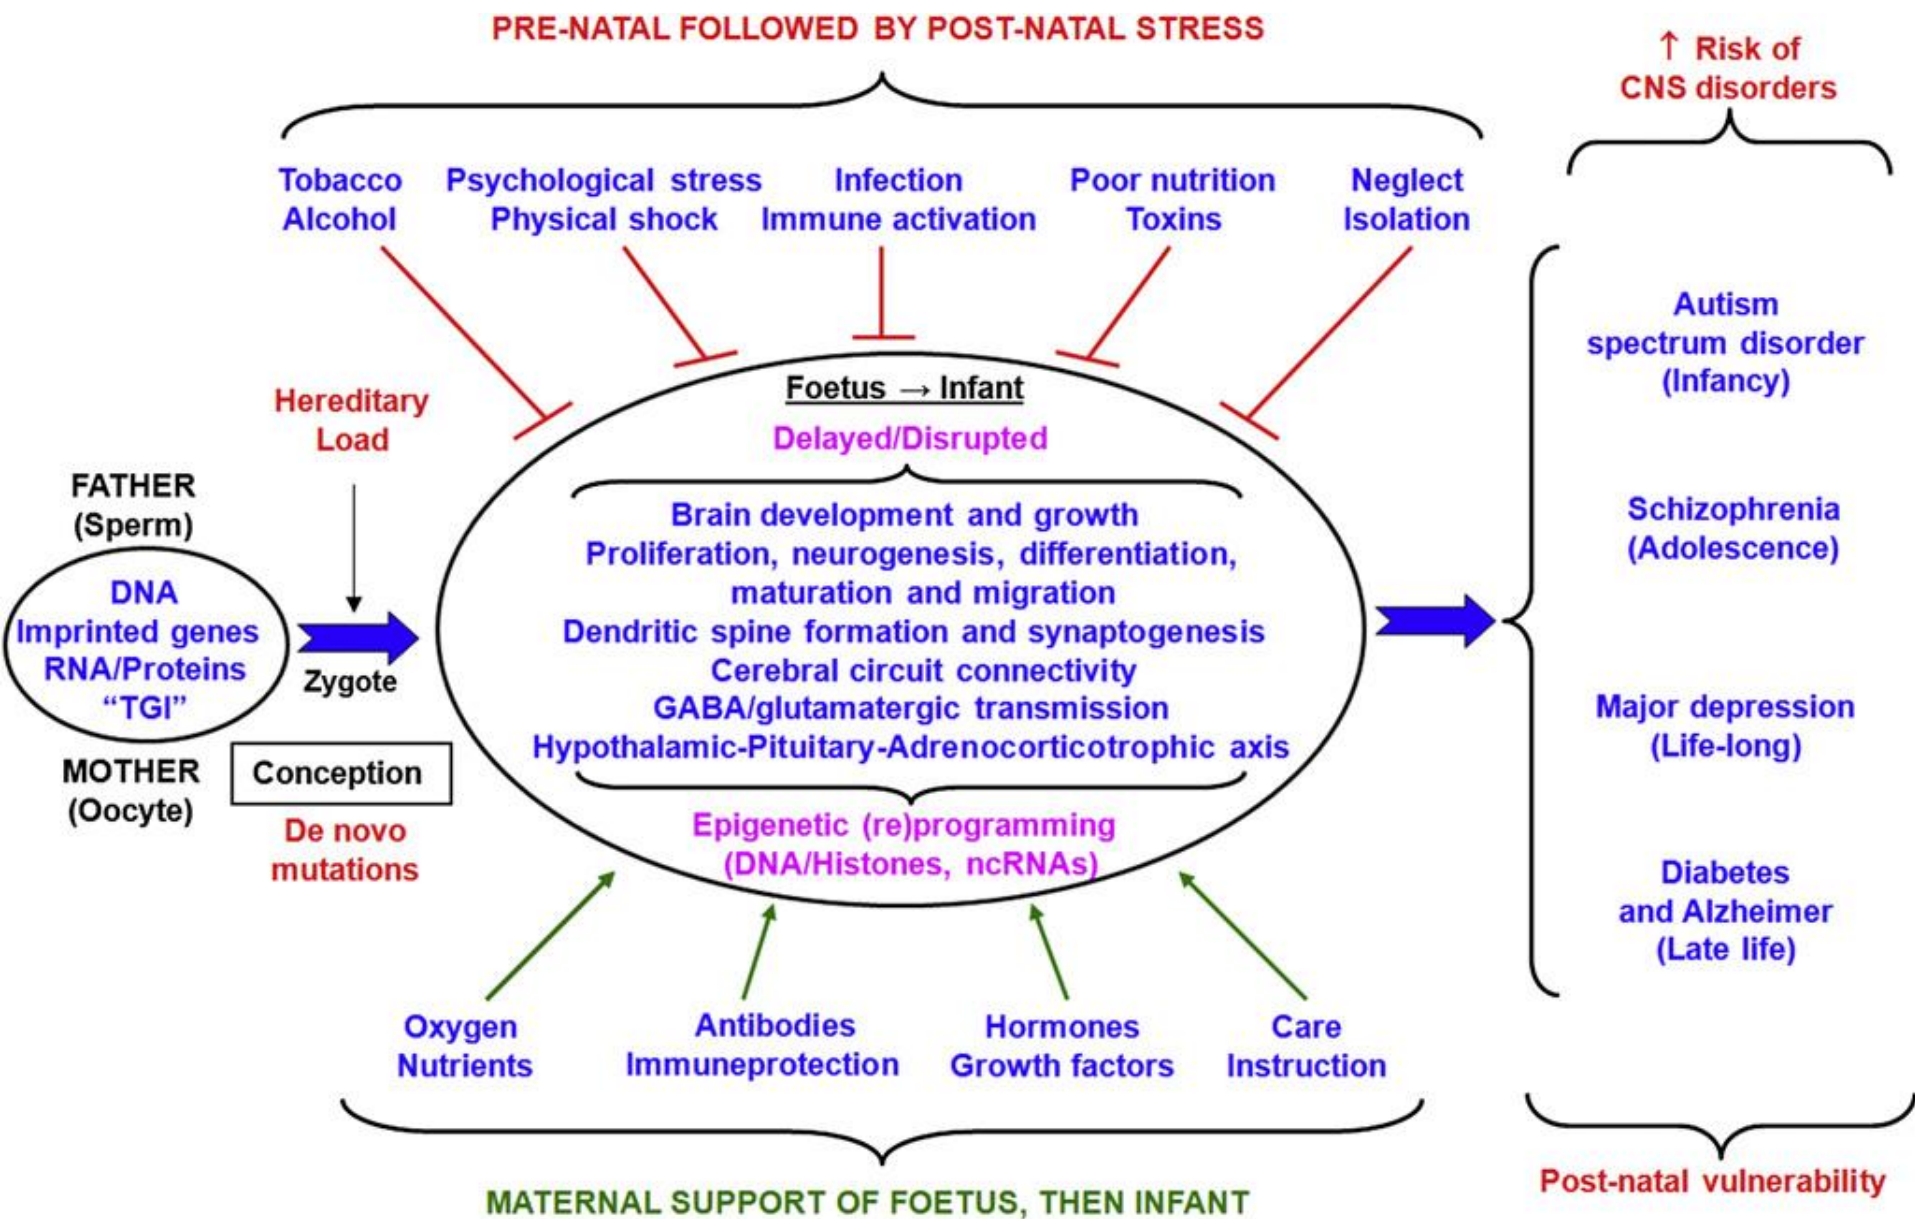 PRE-NATAL FOLLOWED BY POST-NATAL STRESS
↑ Risk of
CNS disorders
Tobacco
Alcohol
Psychological stress
Physical shock
Infection
Immune activation
Poor nutrition
Toxins
Neglect
Isolation
Hereditary
Load
FATHER
(Sperm)
DNA
Imprinted genes
RNA/Proteins
“TGI”
MOTHER
(Oocyte)
Zygote
Conception
De novo
mutations
Foetus → Infant
Delayed/Disrupted
Brain development and growth
Proliferation, neurogenesis, differentiation,
maturation and migration
Dendritic spine formation and synaptogenesis
Cerebral circuit connectivity
GABA/glutamatergic transmission
Hypothalamic-Pituitary-Adrenocorticotrophic axis
Epigenetic (re)programming
(DNA/Histones, ncRNAs)
Autism
spectrum disorder
(Infancy)
Schizophrenia
(Adolescence)
Major depression
(Life-long)
Diabetes
and Alzheimer
(Late life)
Oxygen
Nutrients
Antibodies
Immuneprotection
Hormones
Growth factors
Care
Instruction
MATERNAL SUPPORT OF FOETUS, THEN INFANT
Post-natal vulnerability